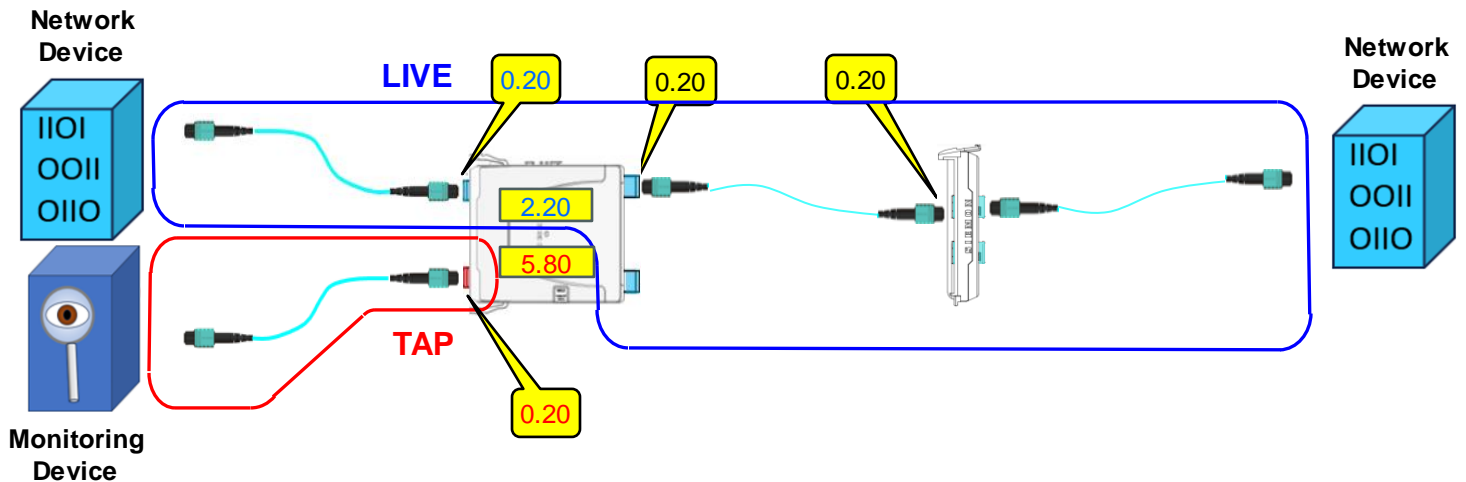 Network
Device
IIOI
OOII
OIIO
LIVE
0.20
0.20
0.20
Network
Device
IIOI
OOII
OIIO
2.20
5.80
SIEMON
TAP
0.20
Monitoring
Device